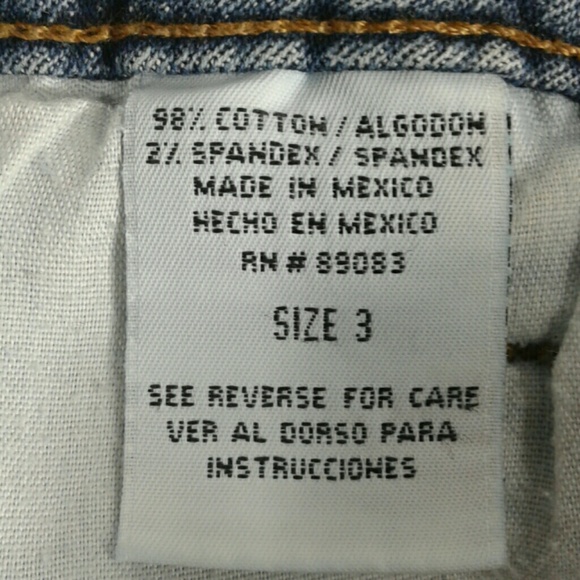 98% COTTON / ALGODON
2% SPANDEX / SPANDEX
MADE IN MEXICO
HECHO EN MEXICO
RN # 89083
SIZE 3
SEE REVERSE FOR CARE
VER AL DORSO PARA
INSTRUCCIONES